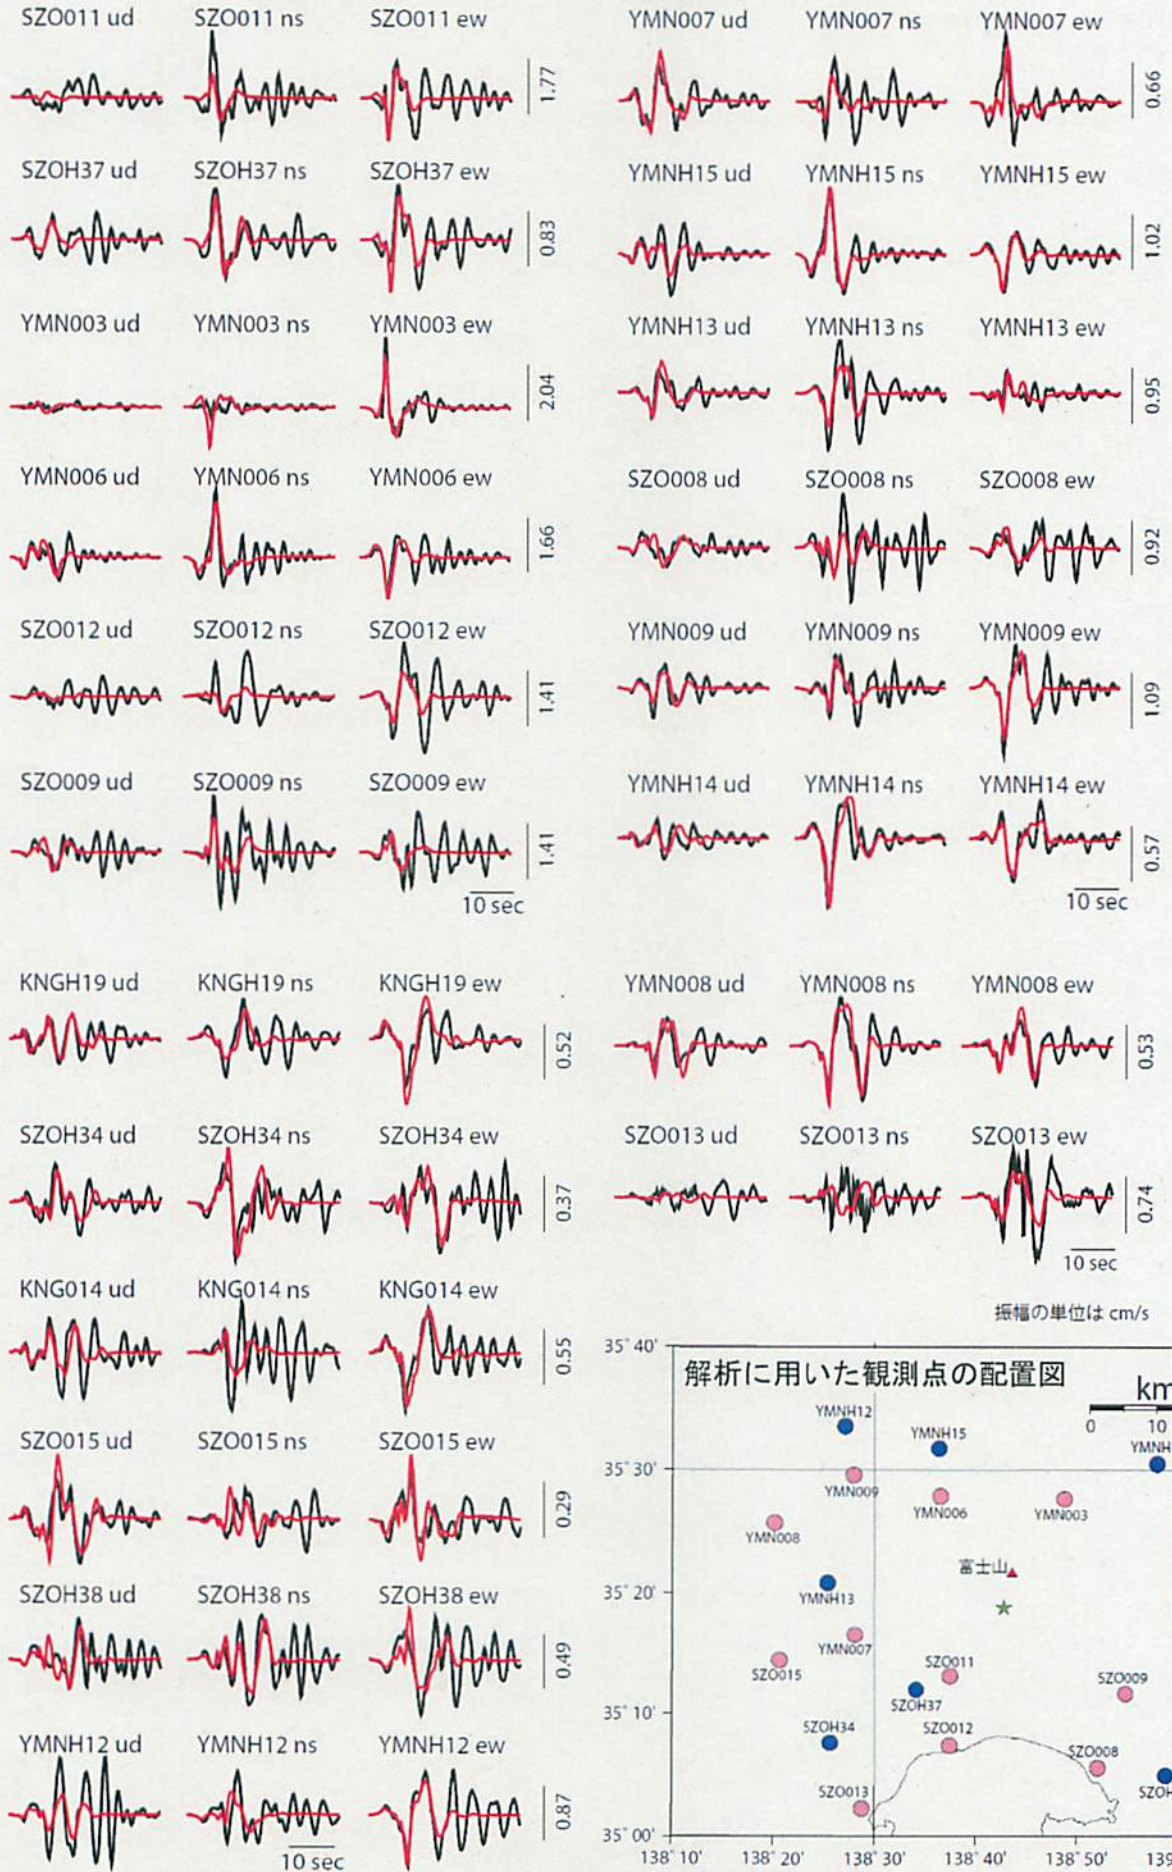 SZO011 ud SZO011 ns SZO011 ew 1.77
SZOH37 ud SZOH37 ns SZOH37 ew 0.83
YMN003 ud YMN003 ns YMN003 ew 2.04
YMN006 ud YMN006 ns YMN006 ew 1.66
SZO012 ud SZO012 ns SZO012 ew 1.41
SZO009 ud SZO009 ns SZO009 ew 1.41
10 sec
YMN007 ud YMN007 ns YMN007 ew 0.66
YMNH15 ud YMNH15 ns YMNH15 ew 1.02
YMNH13 ud YMNH13 ns YMNH13 ew 0.95
SZO008 ud SZO008 ns SZO008 ew 0.92
YMN009 ud YMN009 ns YMN009 ew 1.09
YMNH14 ud YMNH14 ns YMNH14 ew 0.57
10 sec
KNGH19 ud KNGH19 ns KNGH19 ew 0.52
SZOH34 ud SZOH34 ns SZOH34 ew 0.37
KNG014 ud KNG014 ns KNG014 ew 0.55
SZO015 ud SZO015 ns SZO015 ew 0.29
SZOH38 ud SZOH38 ns SZOH38 ew 0.49
YMNH12 ud YMNH12 ns YMNH12 ew 0.87
10 sec
YMN008 ud YMN008 ns YMN008 ew 0.53
SZO013 ud SZO013 ns SZO013 ew 0.74
10 sec
振幅の単位は cm/s
解析に用いた観測点の配置図
km
0 10
35˚ 40'
35˚ 30'
35˚ 20'
35˚ 10'
35˚ 00'
YMNH12
YMNH15
YMNH
YMN009
YMN006
YMN003
YMN008
富士山
YMNH13
YMN007
SZO015
SZO011
SZOH37
SZO009
SZOH34
SZO012
SZO008
SZO013
SZOH
138˚ 10' 138˚ 20' 138˚ 30' 138˚ 40' 138˚ 50' 139